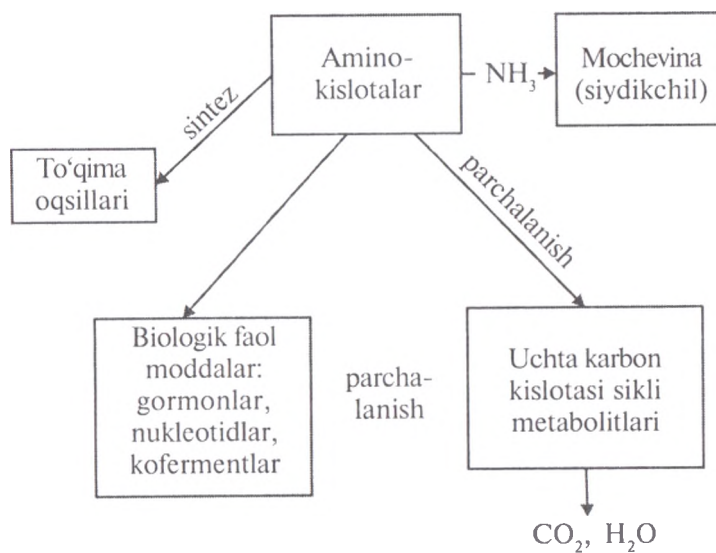 Amino-
kislotalar
NH₃
Mochevina
(siydikchil)
sintez
To‘qima
oqsillari
parchalanish
Biologik faol
moddalar:
gormonlar,
nukleotidlar,
kofermentlar
parcha-
lanish
Uchta karbon
kislotasi sikli
metabolitlari
CO₂, H₂O